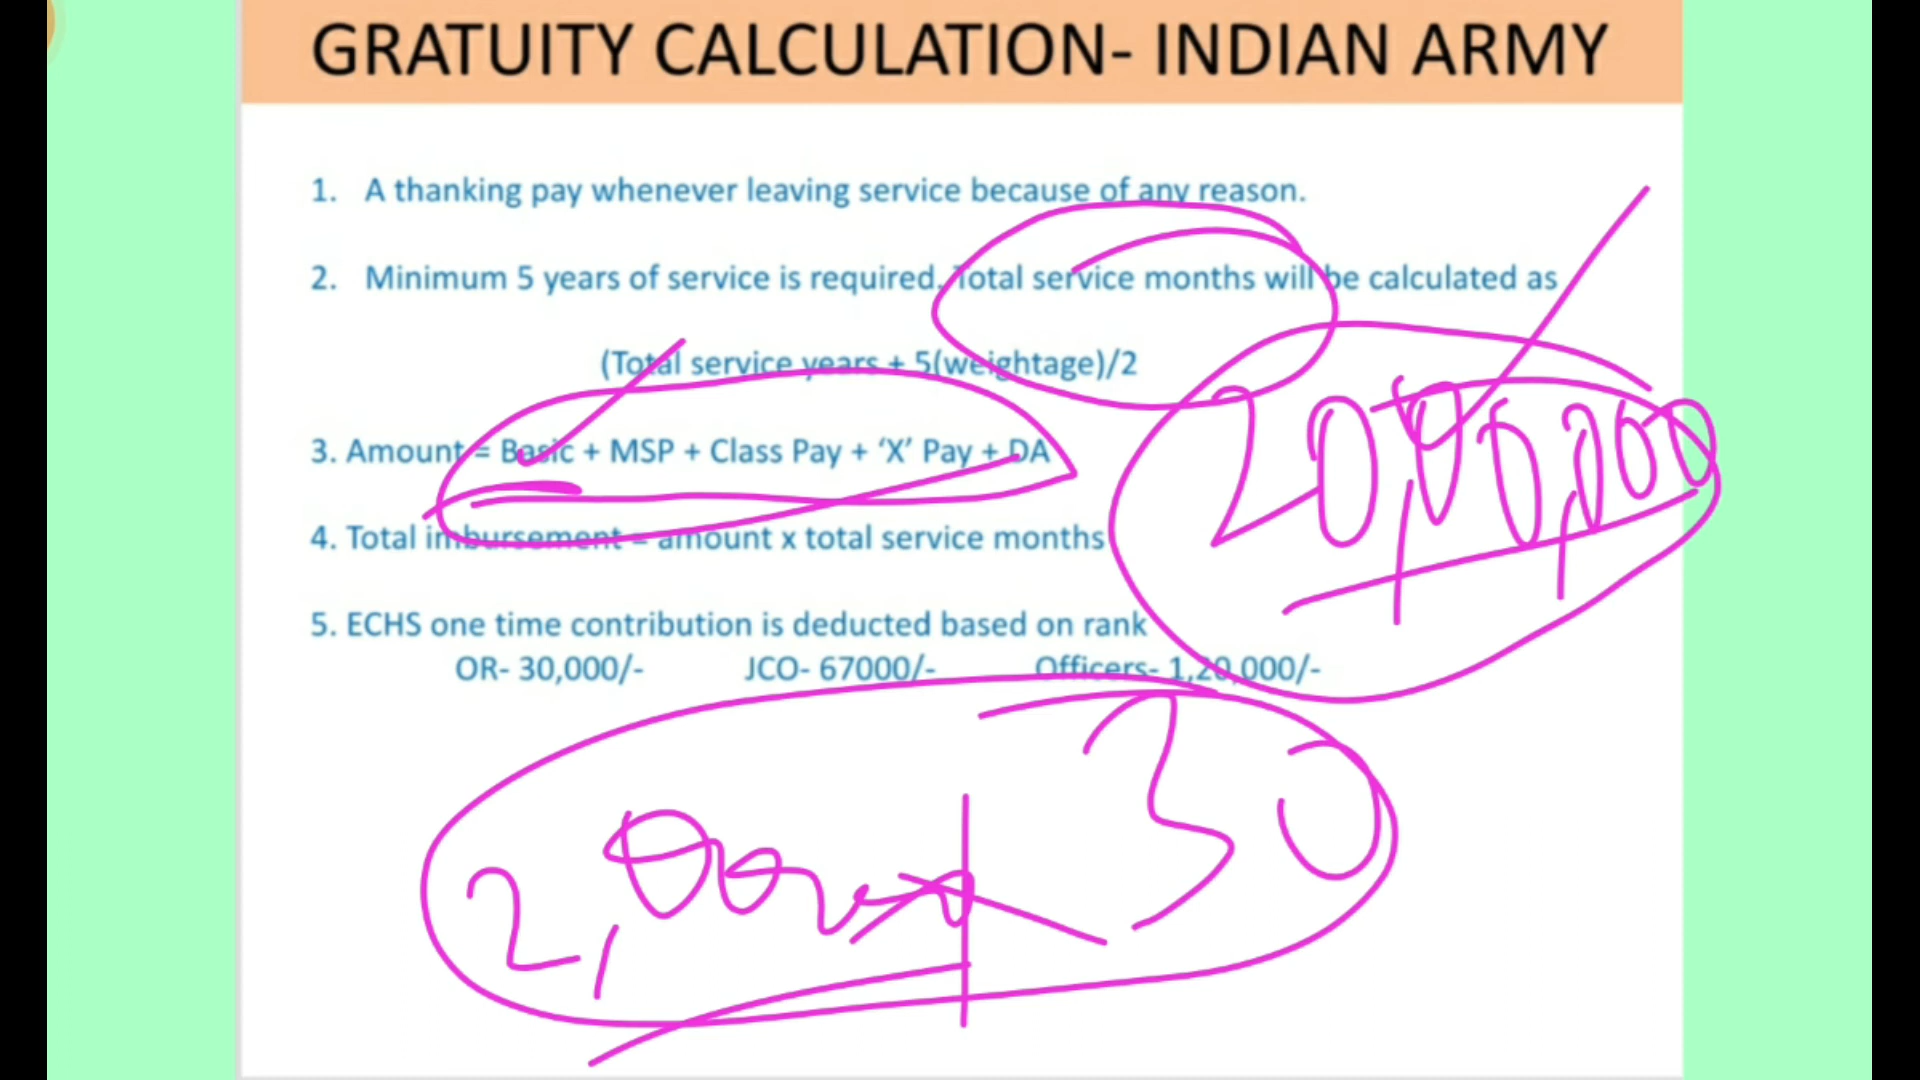 GRATUITY CALCULATION- INDIAN ARMY
1. A thanking pay whenever leaving service because of any reason.
2. Minimum 5 years of service is required. Total service months will be calculated as
(Total service years + 5(weightage)/2
3. Amount = Basic + MSP + Class Pay + ‘X’ Pay + DA
4. Total imbursement = amount x total service months
20,00,000
5. ECHS one time contribution is deducted based on rank
OR- 30,000/- JCO- 67000/- Officers- 1,20,000/-
30